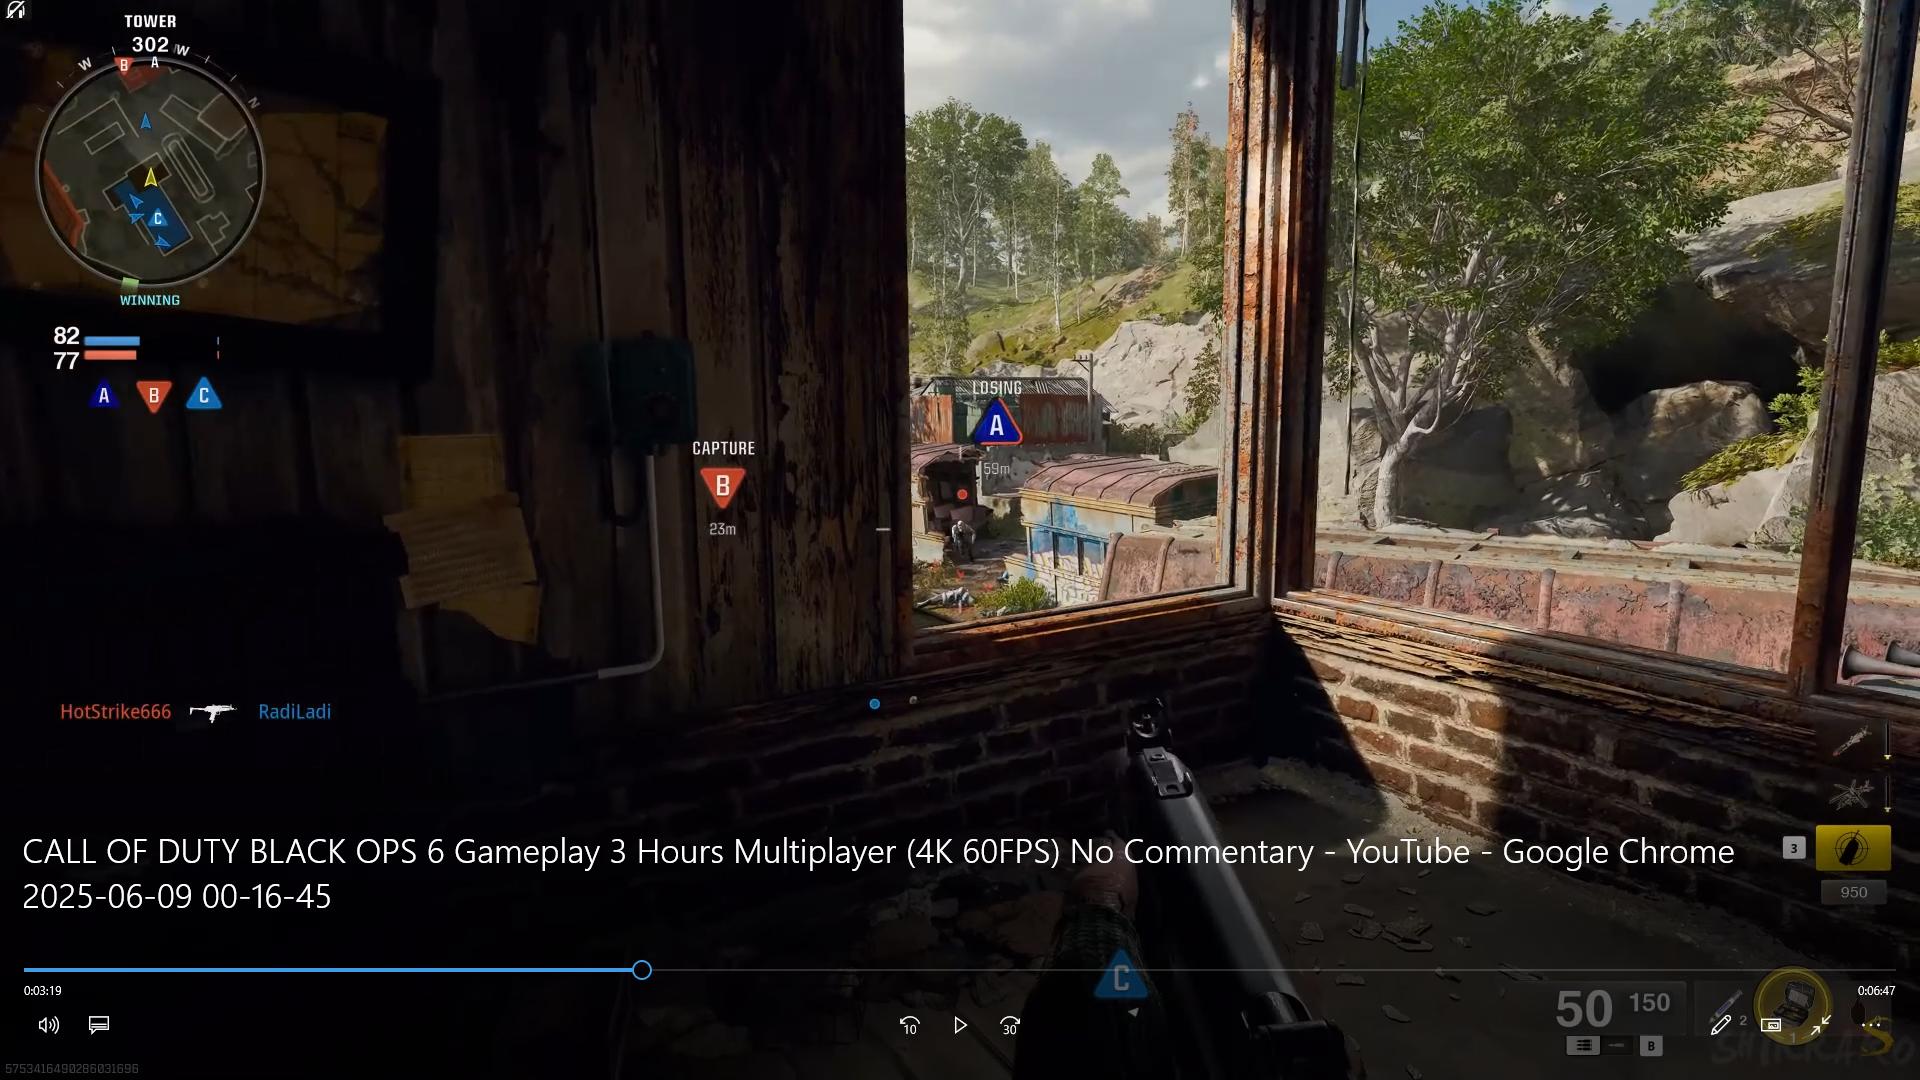 TOWER
302 W
W B A
N
C
WINNING
82
77
A B C
LOSING
A
59m
CAPTURE
B
23m
HotStrike666 RadiLadi
CALL OF DUTY BLACK OPS 6 Gameplay 3 Hours Multiplayer (4K 60FPS) No Commentary - YouTube - Google Chrome
2025-06-09 00-16-45
3
950
C
0:03:19
0:06:47
50 150
2
1
10
30
B
5753416490286031696